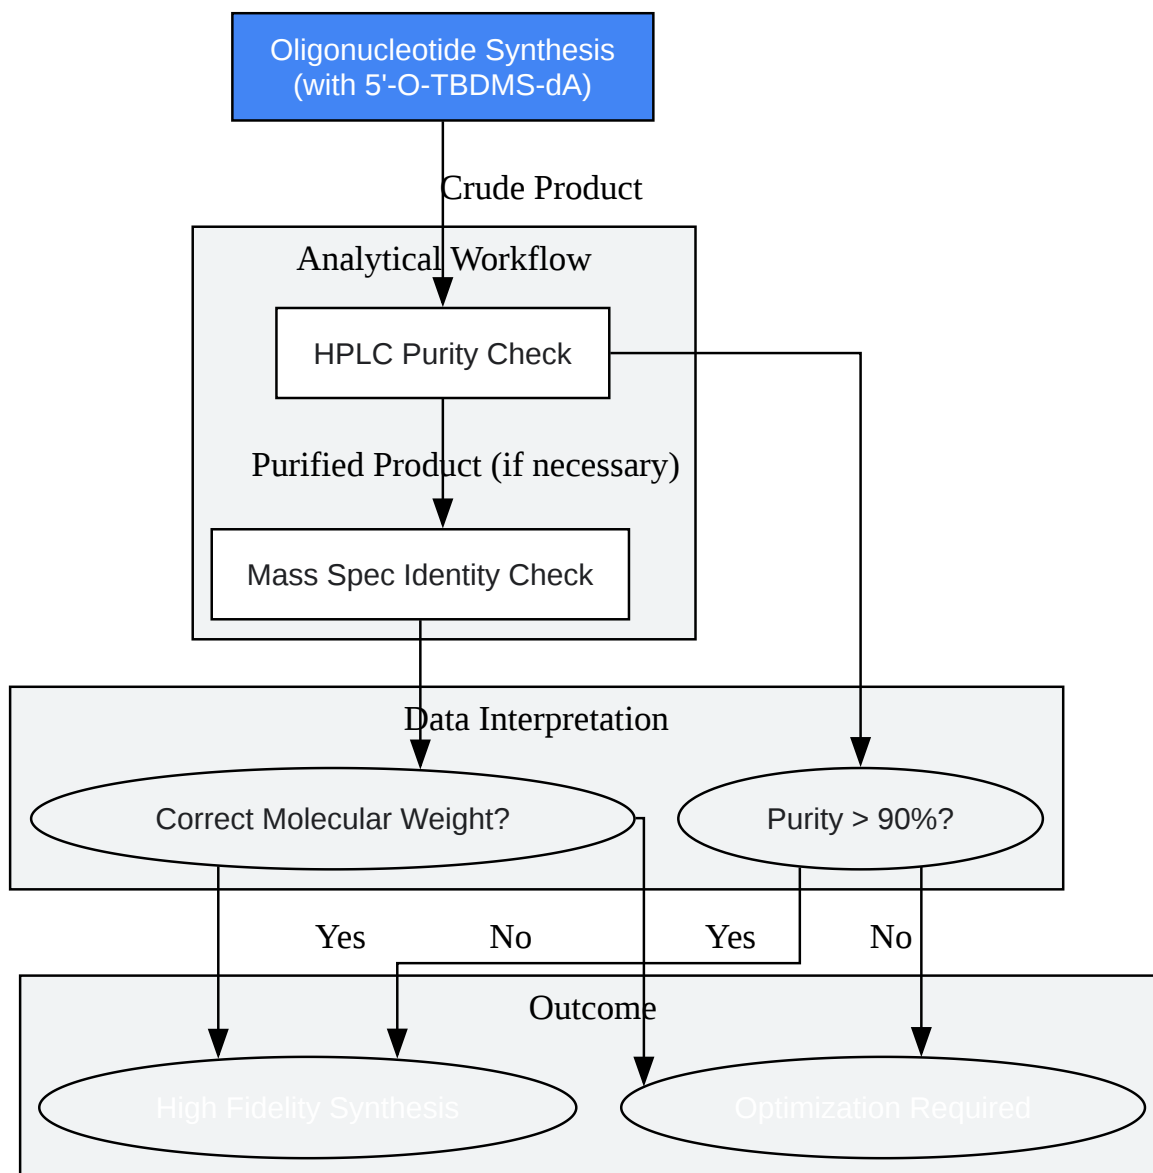 Oligonucleotide Synthesis
(with 5'-O-TBDMS-dA)
Crude Product
Analytical Workflow
HPLC Purity Check
Purified Product (if necessary)
Mass Spec Identity Check
Data Interpretation
Correct Molecular Weight?
Purity > 90%?
Yes
No
Yes
No
Outcome
High Fidelity Synthesis
Optimization Required